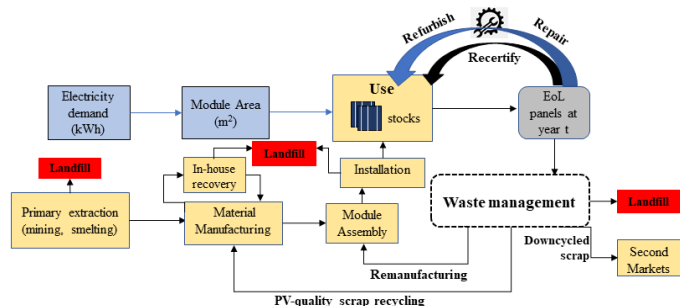 Refurbish
Repair
Recertify
Electricity
demand
(kWh)
Module Area
(m²)
Use
stocks
EoL
panels at
year t
Landfill
In-house
recovery
Landfill
Installation
Primary extraction
(mining, smelting)
Material
Manufacturing
Module
Assembly
Waste management
Landfill
Downcycled
scrap
Second
Markets
Remanufacturing
PV-quality scrap recycling